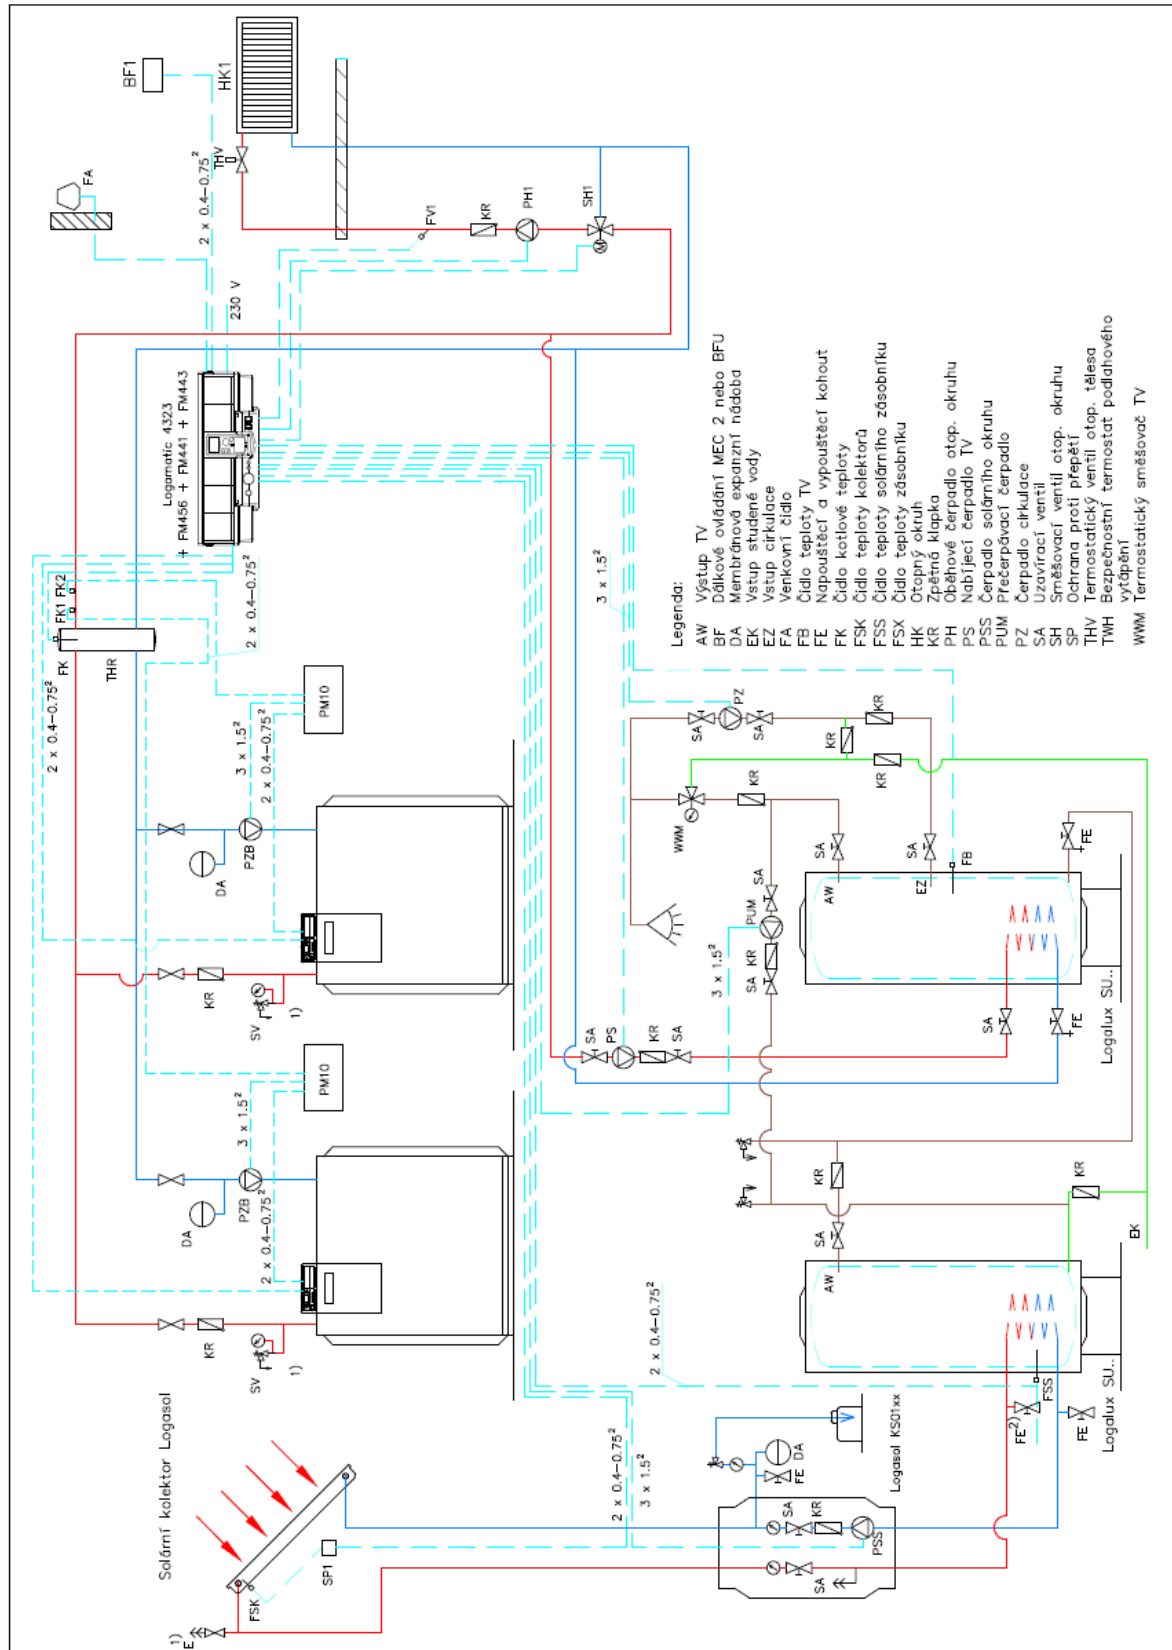 Solární kolektor Logasol
1)
E
FSK
SP1
2 x 0.4–0.75²
3 x 1.5²
SA
PSS
SA
KR
FE
DA
Logasol KS01xx
KR
SV
1)
DA
PZB
3 x 1.5²
2 x 0.4–0.75²
PM10
KR
SV
1)
DA
PZB
3 x 1.5²
2 x 0.4–0.75²
PM10
2 x 0.4–0.75²
FK
THR
FK1
FK2
2 x 0.4–0.75²
Logamatic 4323
+ FM456 + FM441 + FM443
230 V
FA
2 x 0.4–0.75²
BF1
HK1
THV
FV1
KR
PH1
SH1
3 x 1.5²
SA
PS
KR
SA
3 x 1.5²
SA
KR
PUM
SA
WWM
KR
SA
PZ
SA
KR
KR
KR
SA
AW
SA
EZ
FB
FE
SA
FE
Logalux SU..
KR
SA
AW
KR
EK
2 x 0.4–0.75²
FSS
FE²⁾
FE
Logalux SU..
Legenda:
AW Výstup TV
BF Dálkové ovládání MEC 2 nebo BFU
DA Membránová expanzní nádoba
EK Vstup studené vody
EZ Vstup cirkulace
FA Venkovní čidlo
FB Čidlo teploty TV
FE Napouštěcí a vypouštěcí kohout
FK Čidlo kotlové teploty
FSK Čidlo teploty kolektorů
FSS Čidlo teploty solárního zásobníku
FSX Čidlo teploty zásobníku
HK Otopný okruh
KR Zpětná klapka
PH Oběhové čerpadlo otop. okruhu
PS Nabíjecí čerpadlo TV
PSS Čerpadlo solárního okruhu
PUM Přečerpávací čerpadlo
PZ Čerpadlo cirkulace
SA Uzavírací ventil
SH Směšovací ventil otop. okruhu
SP Ochrana proti přepětí
THV Termostatický ventil otop. tělesa
TWH Bezpečnostní termostat podlahového
vytápění
WWM Termostatický směšovač TV